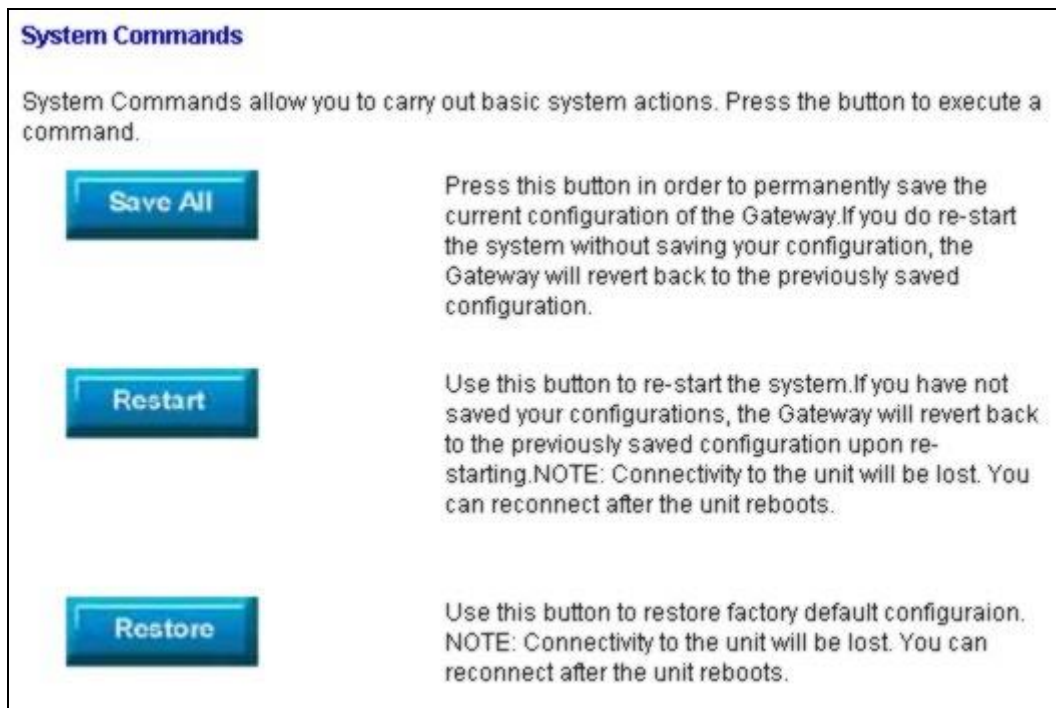 System Commands
System Commands allow you to carry out basic system actions. Press the button to execute a
command.
Save All
Press this button in order to permanently save the
current configuration of the Gateway.If you do re-start
the system without saving your configuration, the
Gateway will revert back to the previously saved
configuration.
Restart
Use this button to re-start the system.If you have not
saved your configurations, the Gateway will revert back
to the previously saved configuration upon re-
starting.NOTE: Connectivity to the unit will be lost. You
can reconnect after the unit reboots.
Restore
Use this button to restore factory default configuraion.
NOTE: Connectivity to the unit will be lost. You can
reconnect after the unit reboots.